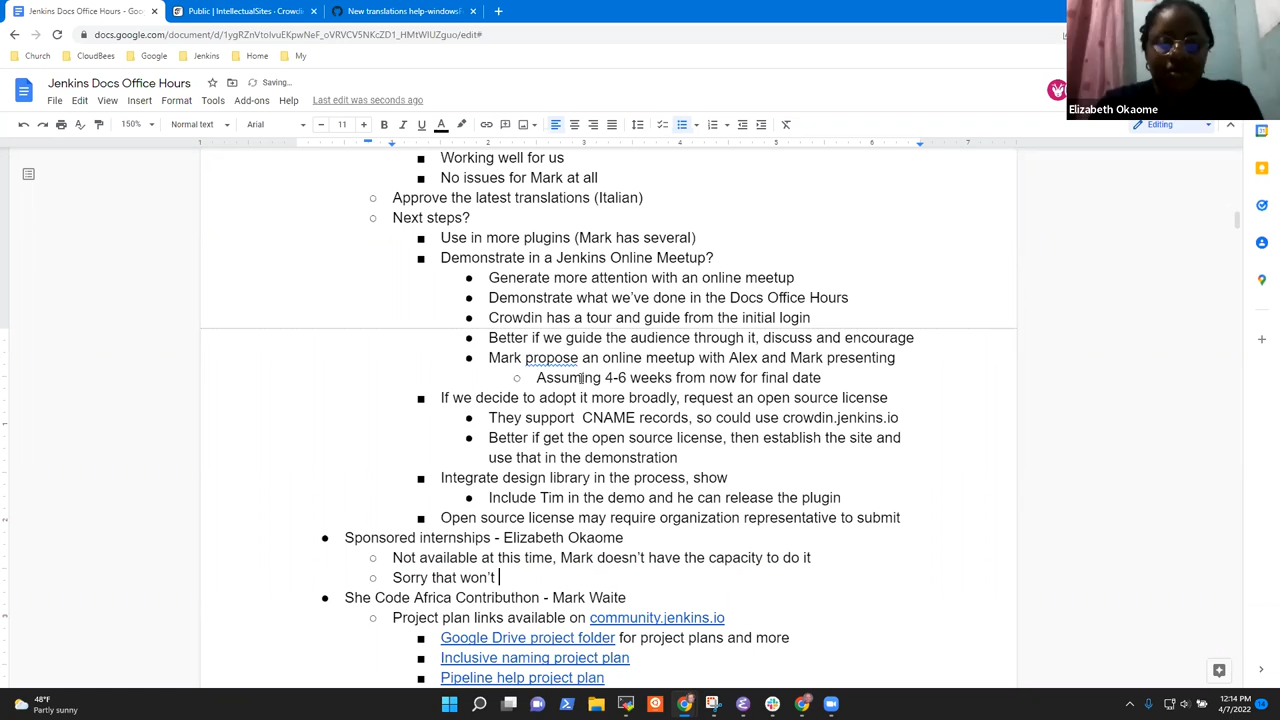 Jenkins Docs Office Hours - Goo
Public | IntellectualSites - Crowdi
New translations help-windowsF
docs.google.com/document/d/1ygRZnVtoIvuEKpwNeF_oVRVCV5NKcZD1_HMtWIUZguo/edit#
Church
CloudBees
Google
Jenkins
Home
My
Jenkins Docs Office Hours
Saving...
File Edit View Insert Format Tools Add-ons Help Last edit was seconds ago
Elizabeth Okaome
150% Normal text Arial 11 Editing
1 1 2 3 4 5 6 7
■ Working well for us
■ No issues for Mark at all
○ Approve the latest translations (Italian)
○ Next steps?
■ Use in more plugins (Mark has several)
■ Demonstrate in a Jenkins Online Meetup?
● Generate more attention with an online meetup
● Demonstrate what we've done in the Docs Office Hours
● Crowdin has a tour and guide from the initial login
● Better if we guide the audience through it, discuss and encourage
● Mark propose an online meetup with Alex and Mark presenting
○ Assuming 4-6 weeks from now for final date
■ If we decide to adopt it more broadly, request an open source license
● They support CNAME records, so could use crowdin.jenkins.io
● Better if get the open source license, then establish the site and
use that in the demonstration
■ Integrate design library in the process, show
● Include Tim in the demo and he can release the plugin
■ Open source license may require organization representative to submit
● Sponsored internships - Elizabeth Okaome
○ Not available at this time, Mark doesn't have the capacity to do it
○ Sorry that won't
● She Code Africa Contributhon - Mark Waite
○ Project plan links available on community.jenkins.io
■ Google Drive project folder for project plans and more
■ Inclusive naming project plan
■ Pipeline help project plan
48°F
Partly sunny
12:14 PM
4/7/2022